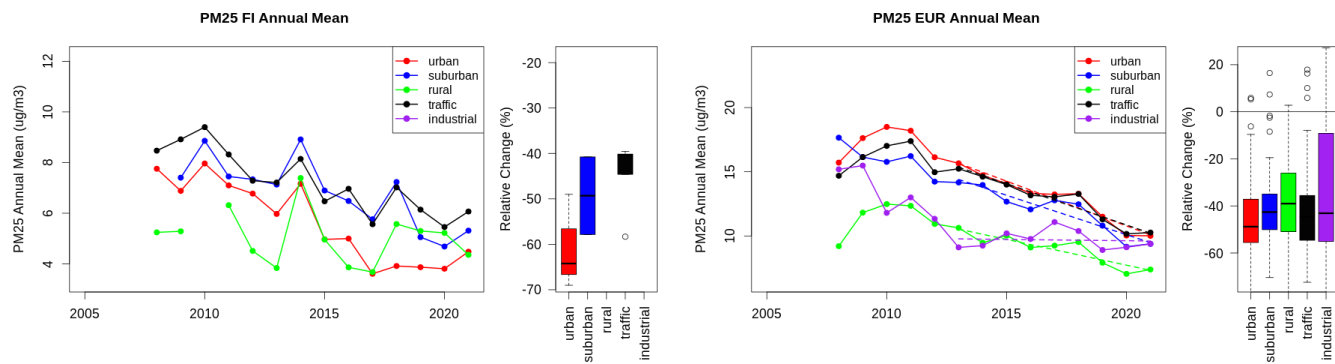 PM25 FI Annual Mean
PM25 Annual Mean (ug/m3)
12
10
8
6
4
2005
2010
2015
2020
urban
suburban
rural
traffic
industrial
Relative Change (%)
-20
-30
-40
-50
-60
-70
urban
suburban
rural
traffic
industrial
PM25 EUR Annual Mean
PM25 Annual Mean (ug/m3)
20
15
10
2005
2010
2015
2020
urban
suburban
rural
traffic
industrial
Relative Change (%)
20
0
-20
-40
-60
urban
suburban
rural
traffic
industrial